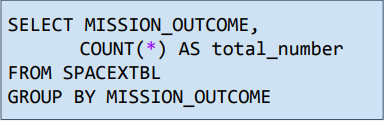 SELECT MISSION_OUTCOME,
COUNT(*) AS total_number
FROM SPACEXTBL
GROUP BY MISSION_OUTCOME